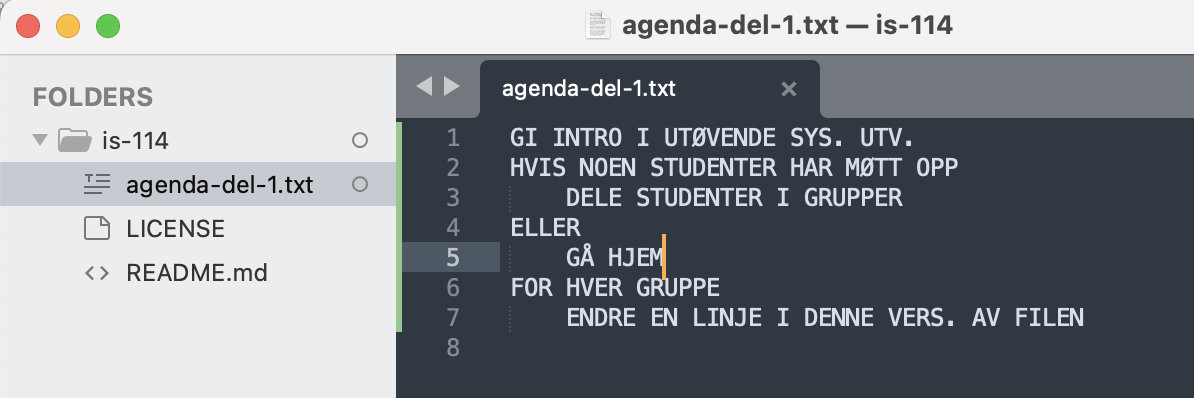 agenda-del-1.txt — is-114
FOLDERS
is-114
agenda-del-1.txt
LICENSE
README.md
agenda-del-1.txt
1 GI INTRO I UTØVENDE SYS. UTV.
2 HVIS NOEN STUDENTER HAR MØTT OPP
3 DELE STUDENTER I GRUPPER
4 ELLER
5 GÅ HJEM
6 FOR HVER GRUPPE
7 ENDRE EN LINJE I DENNE VERS. AV FILEN
8